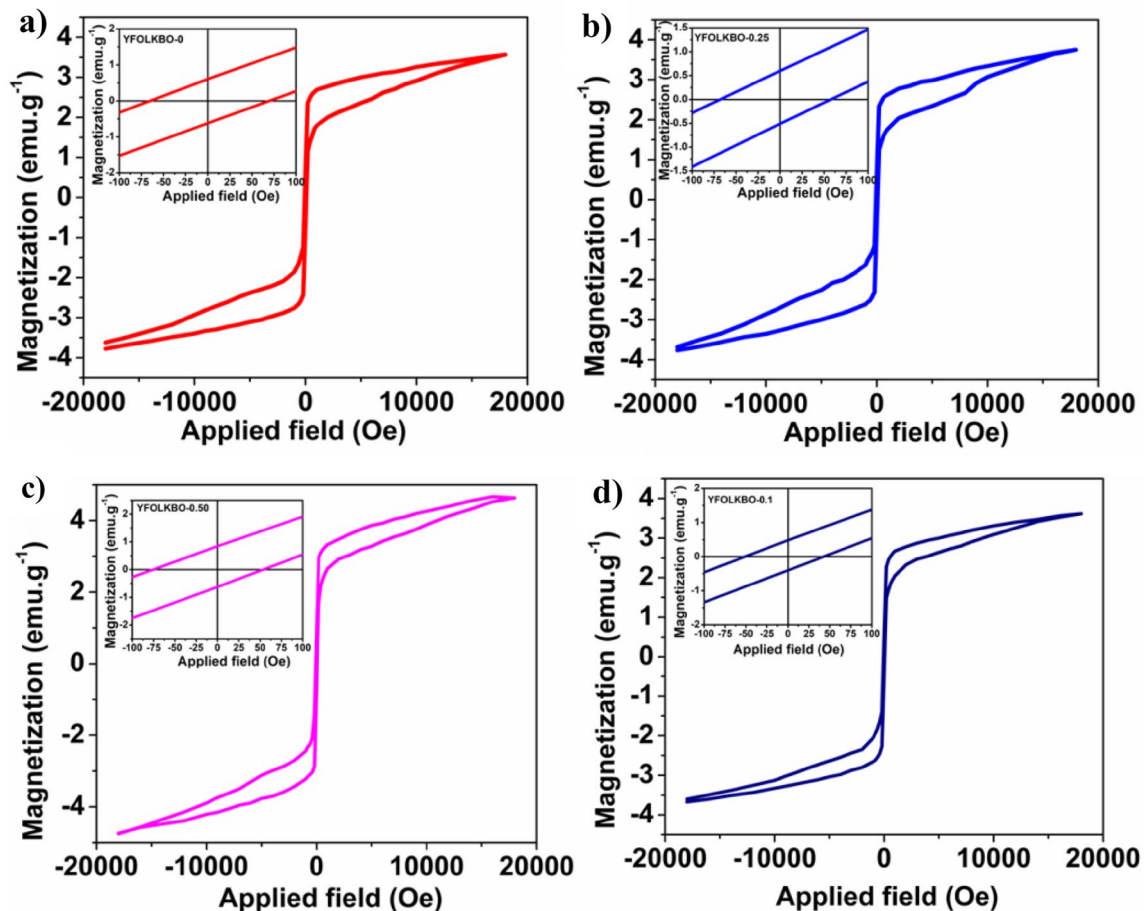 a)
YFOLKBO-0
Magnetization (emu.g⁻¹)
2
1
0
-1
-2
-100 -75 -50 -25 0 25 50 75 100
Applied field (Oe)
Magnetization (emu.g⁻¹)
4
3
2
1
0
-1
-2
-3
-4
-20000 -10000 0 10000 20000
Applied field (Oe)
b)
YFOLKBO-0.25
Magnetization (emu.g⁻¹)
1.5
1.0
0.5
0.0
-0.5
-1.0
-1.5
-100 -75 -50 -25 0 25 50 75 100
Applied field (Oe)
Magnetization (emu.g⁻¹)
4
3
2
1
0
-1
-2
-3
-4
-20000 -10000 0 10000 20000
Applied field (Oe)
c)
YFOLKBO-0.50
Magnetization (emu.g⁻¹)
2
1
0
-1
-2
-100 -75 -50 -25 0 25 50 75 100
Applied field (Oe)
Magnetization (emu.g⁻¹)
4
2
0
-2
-4
-20000 -10000 0 10000 20000
Applied field (Oe)
d)
YFOLKBO-0.1
Magnetization (emu.g⁻¹)
2
1
0
-1
-2
-100 -75 -50 -25 0 25 50 75 100
Applied field (Oe)
Magnetization (emu.g⁻¹)
4
3
2
1
0
-1
-2
-3
-4
-20000 -10000 0 10000 20000
Applied field (Oe)